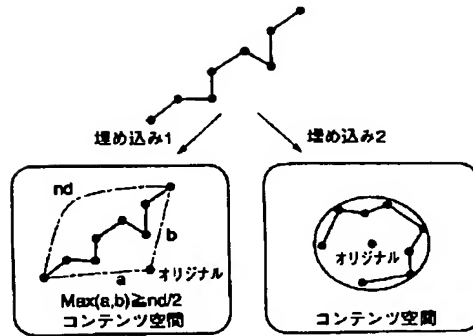 埋め込み1
埋め込み2
nd
b
a
オリジナル
Max(a,b)≧nd/2
コンテンツ空間
オリジナル
コンテンツ空間